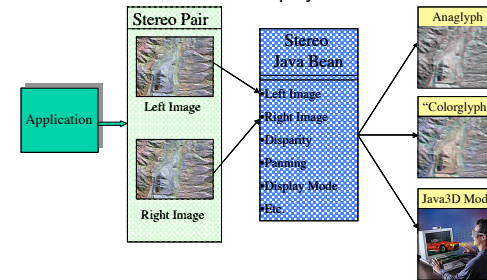 Stereo Pair
Application
Left Image
Right Image
Stereo
Java Bean
•Left Image
•Right Image
•Disparity
•Panning
•Display Mode
•Etc.
Anaglyph
“Colorglyph
Java3D Mod